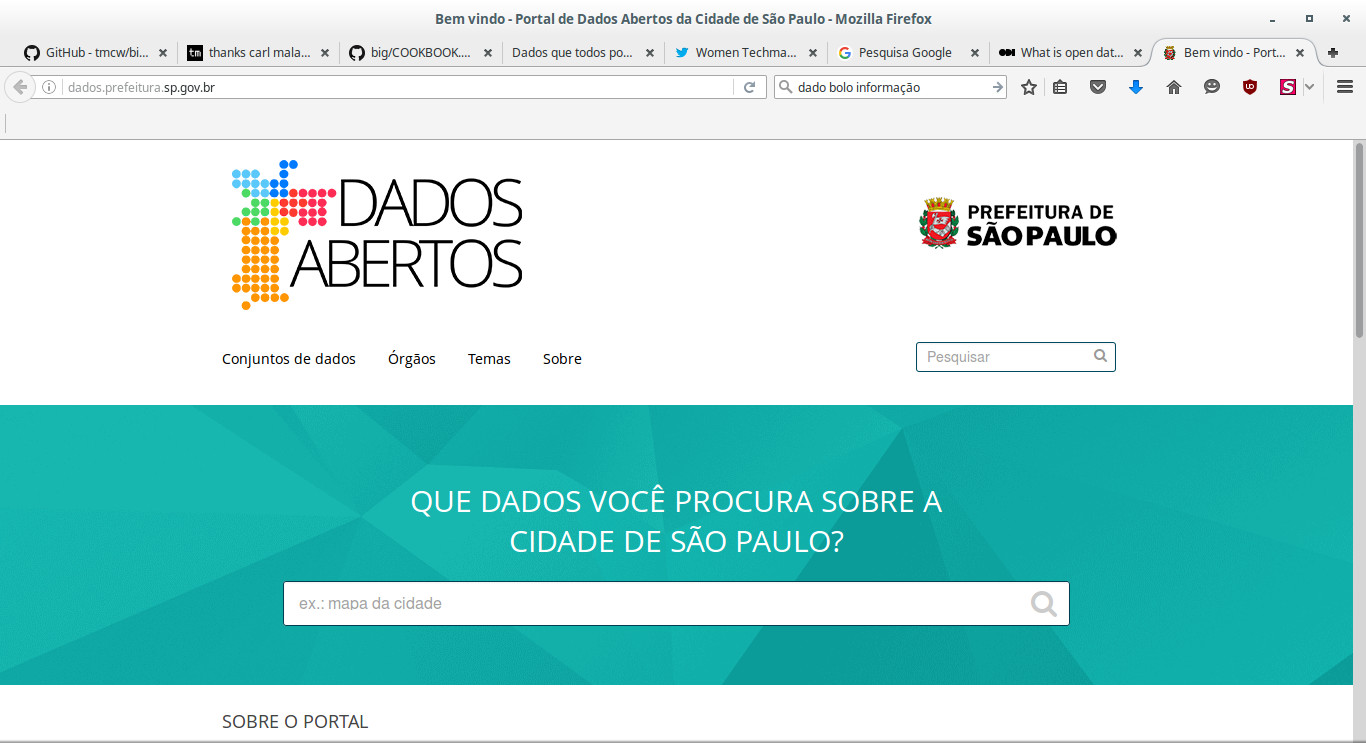 Bem vindo - Portal de Dados Abertos da Cidade de São Paulo - Mozilla Firefox
GitHub - tmcw/bi...
tm
thanks carl mala...
big/COOKBOOK....
Dados que todos po...
Women Techma...
Pesquisa Google
What is open dat...
Bem vindo - Port...
dados.prefeitura.sp.gov.br
dado bolo informação
DADOS
ABERTOS
PREFEITURA DE
SÃO PAULO
Conjuntos de dados
Órgãos
Temas
Sobre
Pesquisar
QUE DADOS VOCÊ PROCURA SOBRE A
CIDADE DE SÃO PAULO?
ex.: mapa da cidade
SOBRE O PORTAL